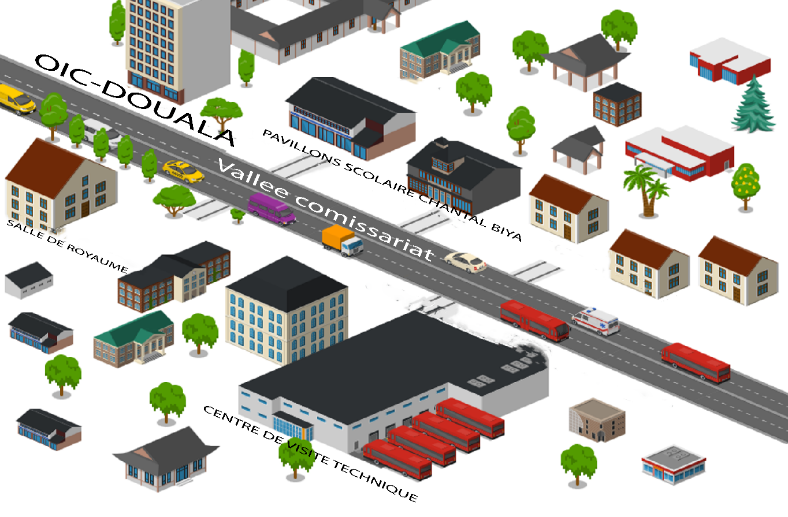 OIC-DOUALA
PAVILLONS SCOLAIRE CHANTAL BIYA
Vallee comissariat
SALLE DE ROYAUME
CENTRE DE VISITE TECHNIQUE